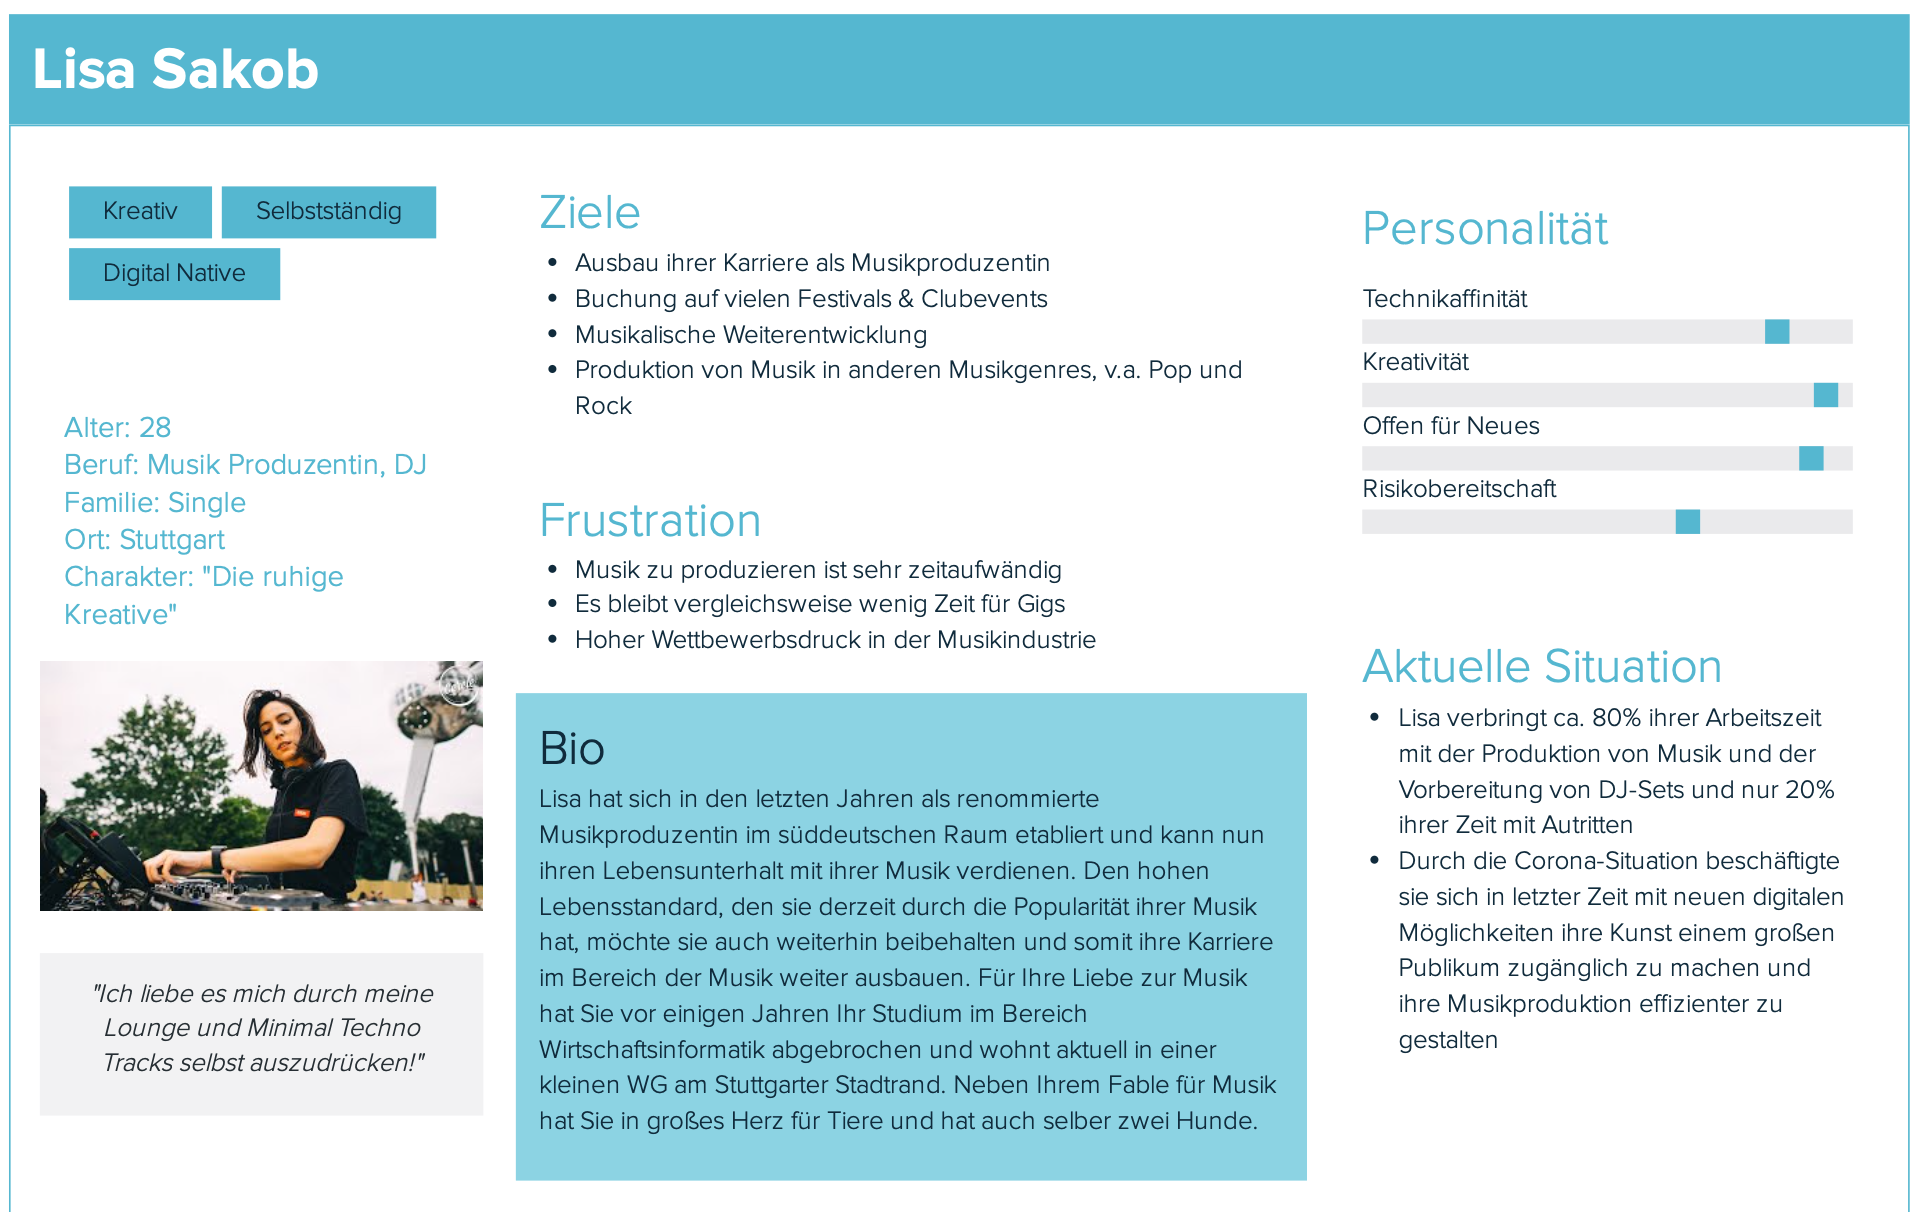 Lisa Sakob
Kreativ
Selbstständig
Digital Native
Alter: 28
Beruf: Musik Produzentin, DJ
Familie: Single
Ort: Stuttgart
Charakter: "Die ruhige
Kreative"
"Ich liebe es mich durch meine
Lounge und Minimal Techno
Tracks selbst auszudrücken!"
Ziele
• Ausbau ihrer Karriere als Musikproduzentin
• Buchung auf vielen Festivals & Clubevents
• Musikalische Weiterentwicklung
• Produktion von Musik in anderen Musikgenres, v.a. Pop und
Rock
Frustration
• Musik zu produzieren ist sehr zeitaufwändig
• Es bleibt vergleichsweise wenig Zeit für Gigs
• Hoher Wettbewerbsdruck in der Musikindustrie
Bio
Lisa hat sich in den letzten Jahren als renommierte
Musikproduzentin im süddeutschen Raum etabliert und kann nun
ihren Lebensunterhalt mit ihrer Musik verdienen. Den hohen
Lebensstandard, den sie derzeit durch die Popularität ihrer Musik
hat, möchte sie auch weiterhin beibehalten und somit ihre Karriere
im Bereich der Musik weiter ausbauen. Für Ihre Liebe zur Musik
hat Sie vor einigen Jahren Ihr Studium im Bereich
Wirtschaftsinformatik abgebrochen und wohnt aktuell in einer
kleinen WG am Stuttgarter Stadtrand. Neben Ihrem Fable für Musik
hat Sie in großes Herz für Tiere und hat auch selber zwei Hunde.
Personalität
Technikaffinität
Kreativität
Offen für Neues
Risikobereitschaft
Aktuelle Situation
• Lisa verbringt ca. 80% ihrer Arbeitszeit
mit der Produktion von Musik und der
Vorbereitung von DJ-Sets und nur 20%
ihrer Zeit mit Autritten
• Durch die Corona-Situation beschäftigte
sie sich in letzter Zeit mit neuen digitalen
Möglichkeiten ihre Kunst einem großen
Publikum zugänglich zu machen und
ihre Musikproduktion effizienter zu
gestalten